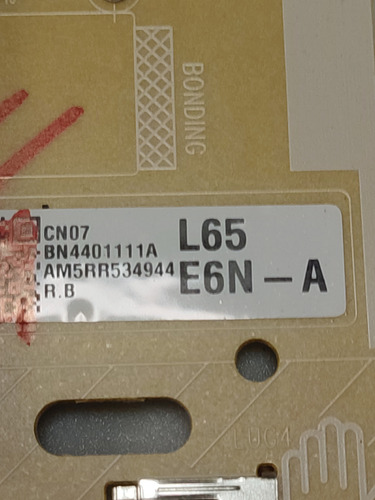 BONDING
CN07
BN4401111A
AM5RR534944
R.B
L65
E6N-A